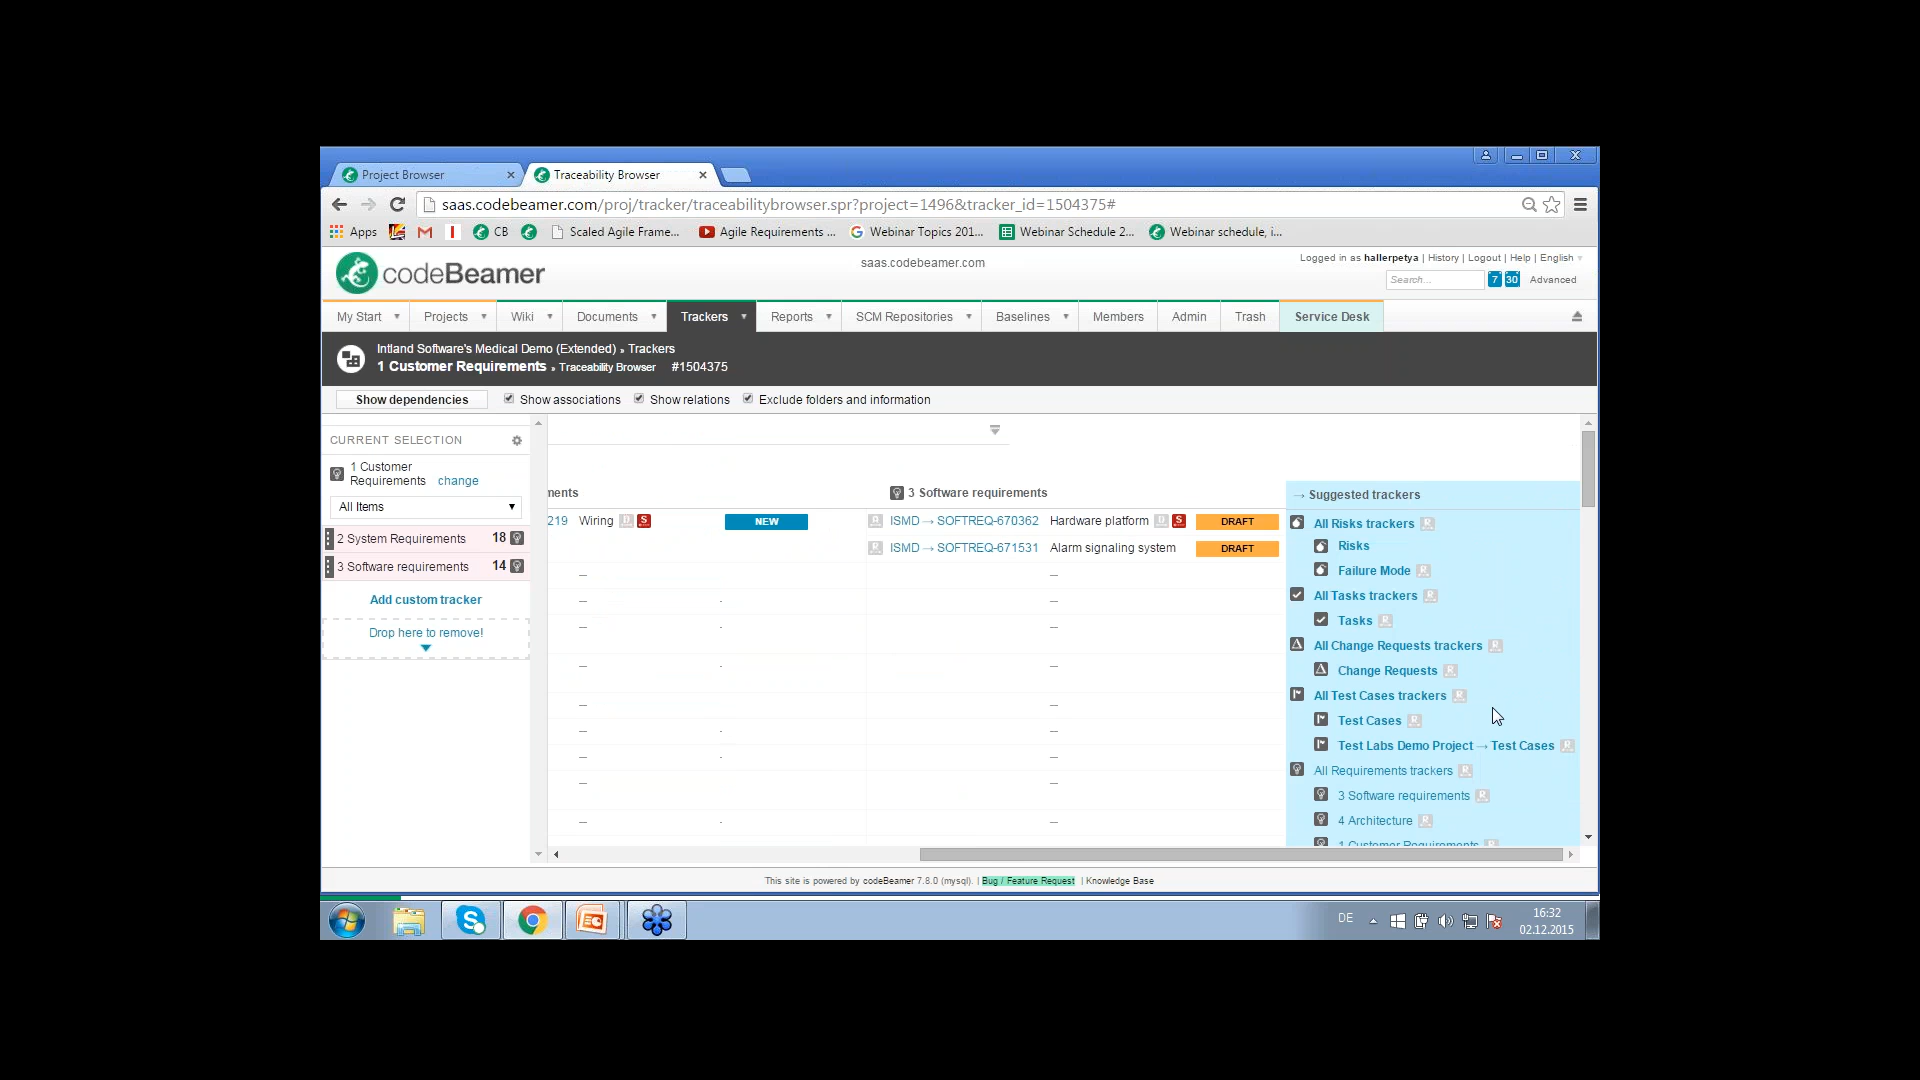 Project Browser
Traceability Browser
saas.codebeamer.com/proj/tracker/traceabilitybrowser.spr?project=1496&tracker_id=1504375#
Apps CB Scaled Agile Frame... Agile Requirements ... Webinar Topics 201... Webinar Schedule 2... Webinar schedule, i...
codeBeamer
saas.codebeamer.com
Logged in as hallerpetya | History | Logout | Help | English
Search... 7 30 Advanced
My Start Projects Wiki Documents Trackers Reports SCM Repositories Baselines Members Admin Trash Service Desk
Intland Software's Medical Demo (Extended) » Trackers
1 Customer Requirements » Traceability Browser #1504375
Show dependencies Show associations Show relations Exclude folders and information
CURRENT SELECTION
1 Customer
Requirements change
All Items
2 System Requirements 18
3 Software requirements 14
Add custom tracker
Drop here to remove!
ments 3 Software requirements
219 Wiring D S NEW R ISMD → SOFTREQ-670362 Hardware platform D S DRAFT
R ISMD → SOFTREQ-671531 Alarm signaling system DRAFT
→ Suggested trackers
All Risks trackers R
Risks
Failure Mode R
All Tasks trackers R
Tasks R
All Change Requests trackers R
Change Requests R
All Test Cases trackers R
Test Cases R
Test Labs Demo Project → Test Cases R
All Requirements trackers R
3 Software requirements R
4 Architecture R
1 Customer Requirements R
This site is powered by codeBeamer 7.8.0 (mysql). | Bug / Feature Request | Knowledge Base
DE
16:32
02.12.2015